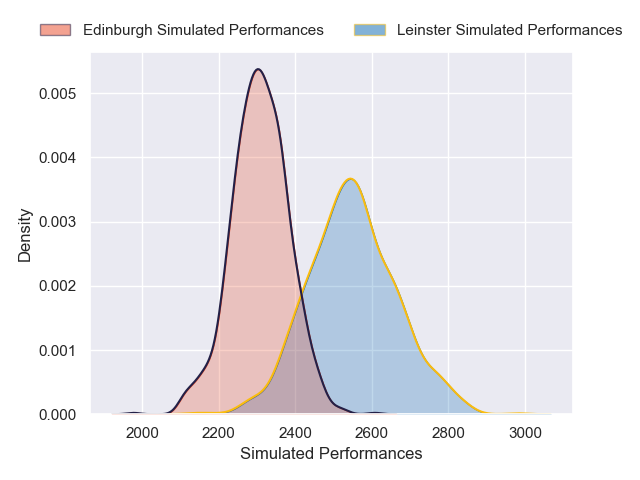 Edinburgh Simulated Performances
Leinster Simulated Performances
0.005
0.004
0.003
0.002
0.001
0.000
Density
2000 2200 2400 2600 2800 3000
Simulated Performances